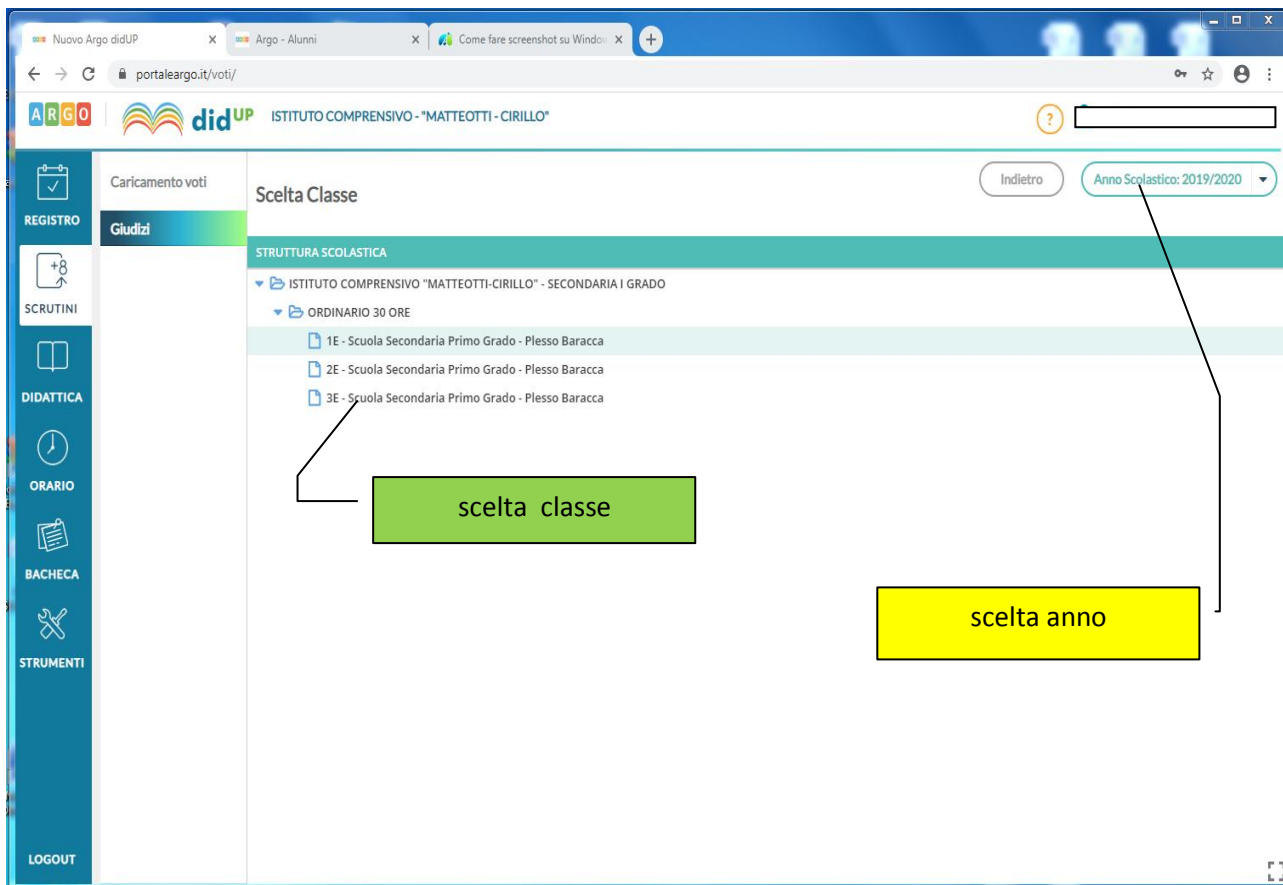 Nuovo Argo didUP
Argo - Alunni
Come fare screenshot su Windov
portaleargo.it/voti/
ARGO
didUP
ISTITUTO COMPRENSIVO - "MATTEOTTI - CIRILLO"
?
REGISTRO
+8
SCRUTINI
DIDATTICA
ORARIO
BACHECA
STRUMENTI
LOGOUT
Caricamento voti
Giudizi
Scelta Classe
Indietro
Anno Scolastico: 2019/2020
STRUTTURA SCOLASTICA
ISTITUTO COMPRENSIVO "MATTEOTTI-CIRILLO" - SECONDARIA I GRADO
ORDINARIO 30 ORE
1E - Scuola Secondaria Primo Grado - Plesso Baracca
2E - Scuola Secondaria Primo Grado - Plesso Baracca
3E - Scuola Secondaria Primo Grado - Plesso Baracca
scelta classe
scelta anno